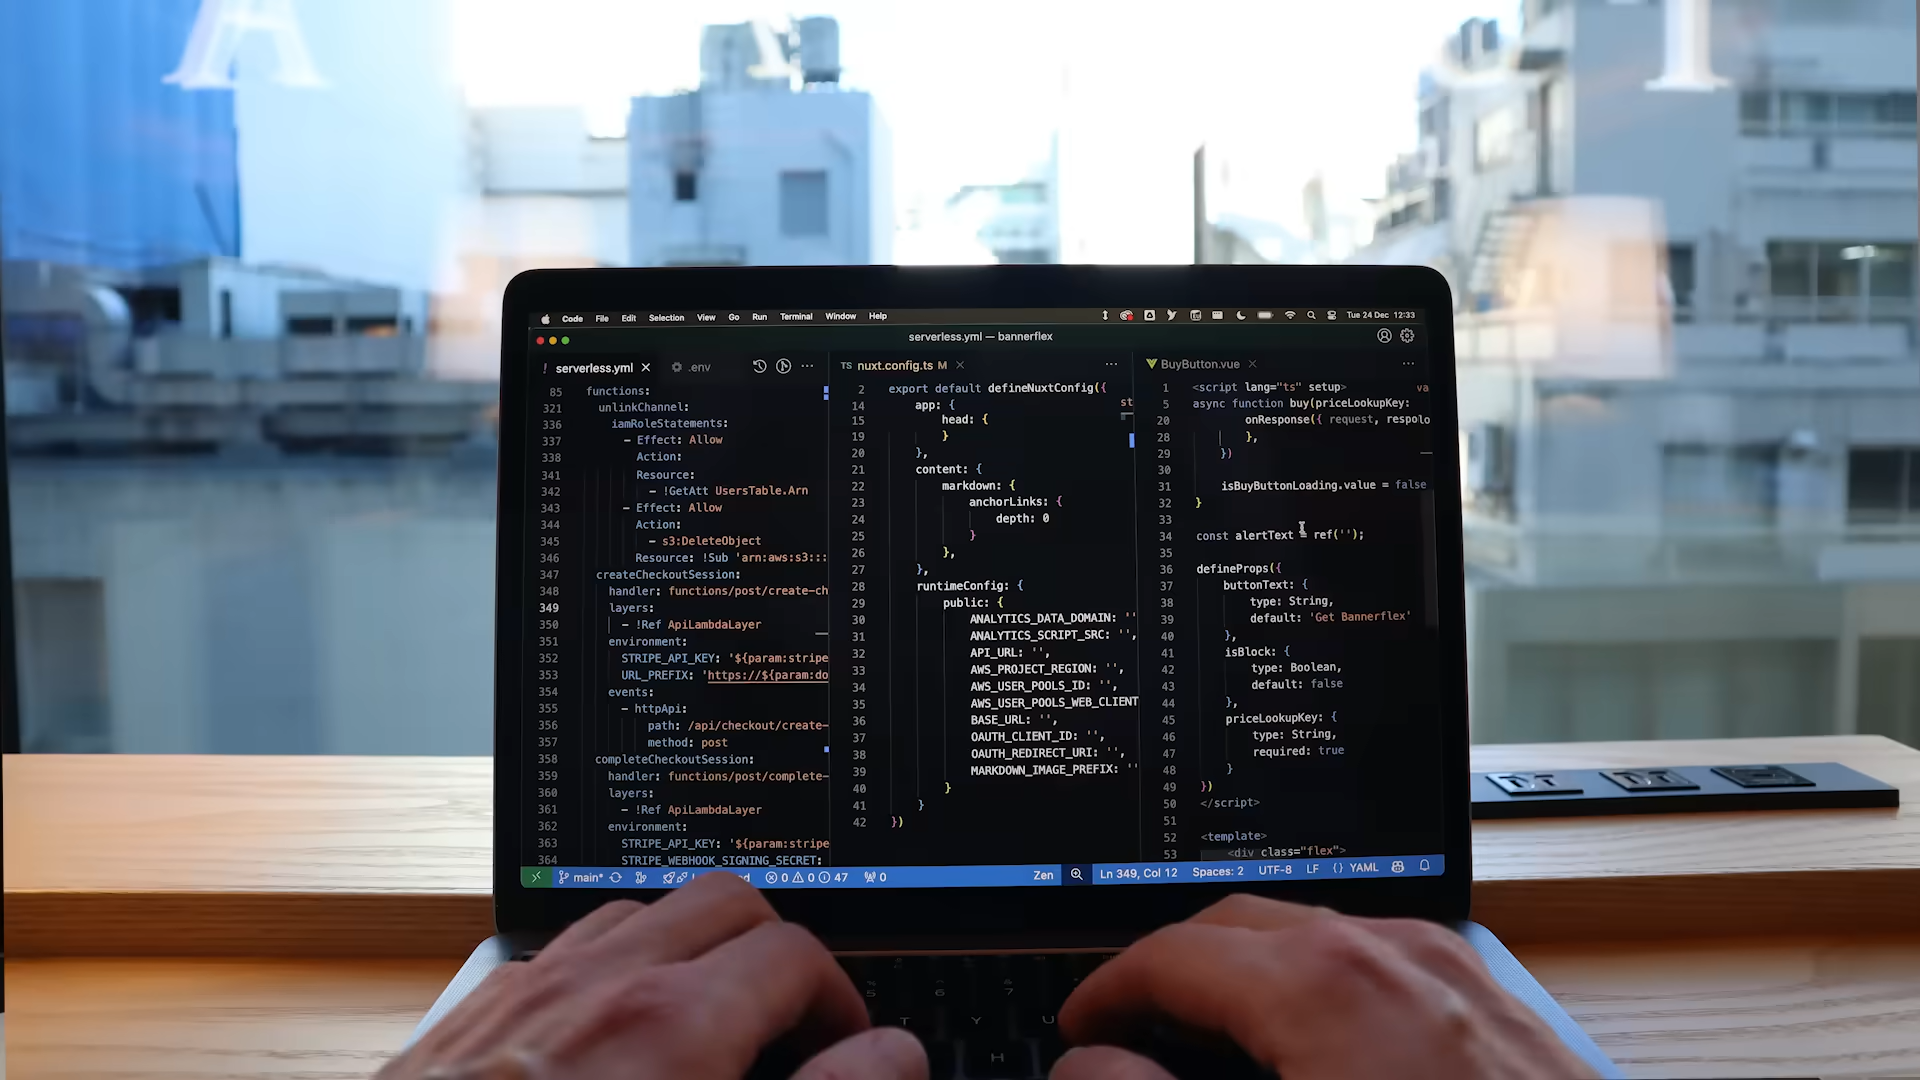 A
T
Code File Edit Selection View Go Run Terminal Window Help
Tue 24 Dec 12:33
serverless.yml — bannerflex
! serverless.yml
.env
85 functions:
321 unlinkChannel:
336 iamRoleStatements:
337 - Effect: Allow
338 Action:
341 Resource:
342 - !GetAtt UsersTable.Arn
343 - Effect: Allow
344 Action:
345 - s3:DeleteObject
346 Resource: !Sub 'arn:aws:s3:::
347 createCheckoutSession:
348 handler: functions/post/create-ch
349 layers:
350 - !Ref ApiLambdaLayer
351 environment:
352 STRIPE_API_KEY: '${param:stripe
353 URL_PREFIX: 'https://${param:do
354 events:
355 - httpApi:
356 path: /api/checkout/create-
357 method: post
358 completeCheckoutSession:
359 handler: functions/post/complete-
360 layers:
361 - !Ref ApiLambdaLayer
362 environment:
363 STRIPE_API_KEY: '${param:stripe
364 STRIPE_WEBHOOK_SIGNING_SECRET:
TS nuxt.config.ts M
2 export default defineNuxtConfig({
14 app: {
15 head: {
19 }
20 },
21 content: {
22 markdown: {
23 anchorLinks: {
24 depth: 0
25 }
26 },
27 },
28 runtimeConfig: {
29 public: {
30 ANALYTICS_DATA_DOMAIN: ''
31 ANALYTICS_SCRIPT_SRC: '',
32 API_URL: '',
33 AWS_PROJECT_REGION: '',
34 AWS_USER_POOLS_ID: '',
35 AWS_USER_POOLS_WEB_CLIENT
36 BASE_URL: '',
37 OAUTH_CLIENT_ID: '',
38 OAUTH_REDIRECT_URI: '',
39 MARKDOWN_IMAGE_PREFIX: ''
40 }
41 }
42 })
st
BuyButton.vue
1 <script lang="ts" setup>
5 async function buy(priceLookupKey:
20 onResponse({ request, respolo
28 },
29 })
30
31 isBuyButtonLoading.value = false
32 }
33
34 const alertText = ref('');
35
36 defineProps({
37 buttonText: {
38 type: String,
39 default: 'Get Bannerflex'
40 },
41 isBlock: {
42 type: Boolean,
43 default: false
44 },
45 priceLookupKey: {
46 type: String,
47 required: true
48 }
49 })
50 </script>
51
52 <template>
53 <div class="flex">
va
main* 0 0 47 0
Zen
Ln 349, Col 12 Spaces: 2 UTF-8 LF {} YAML
5 6 7
T Y U
H